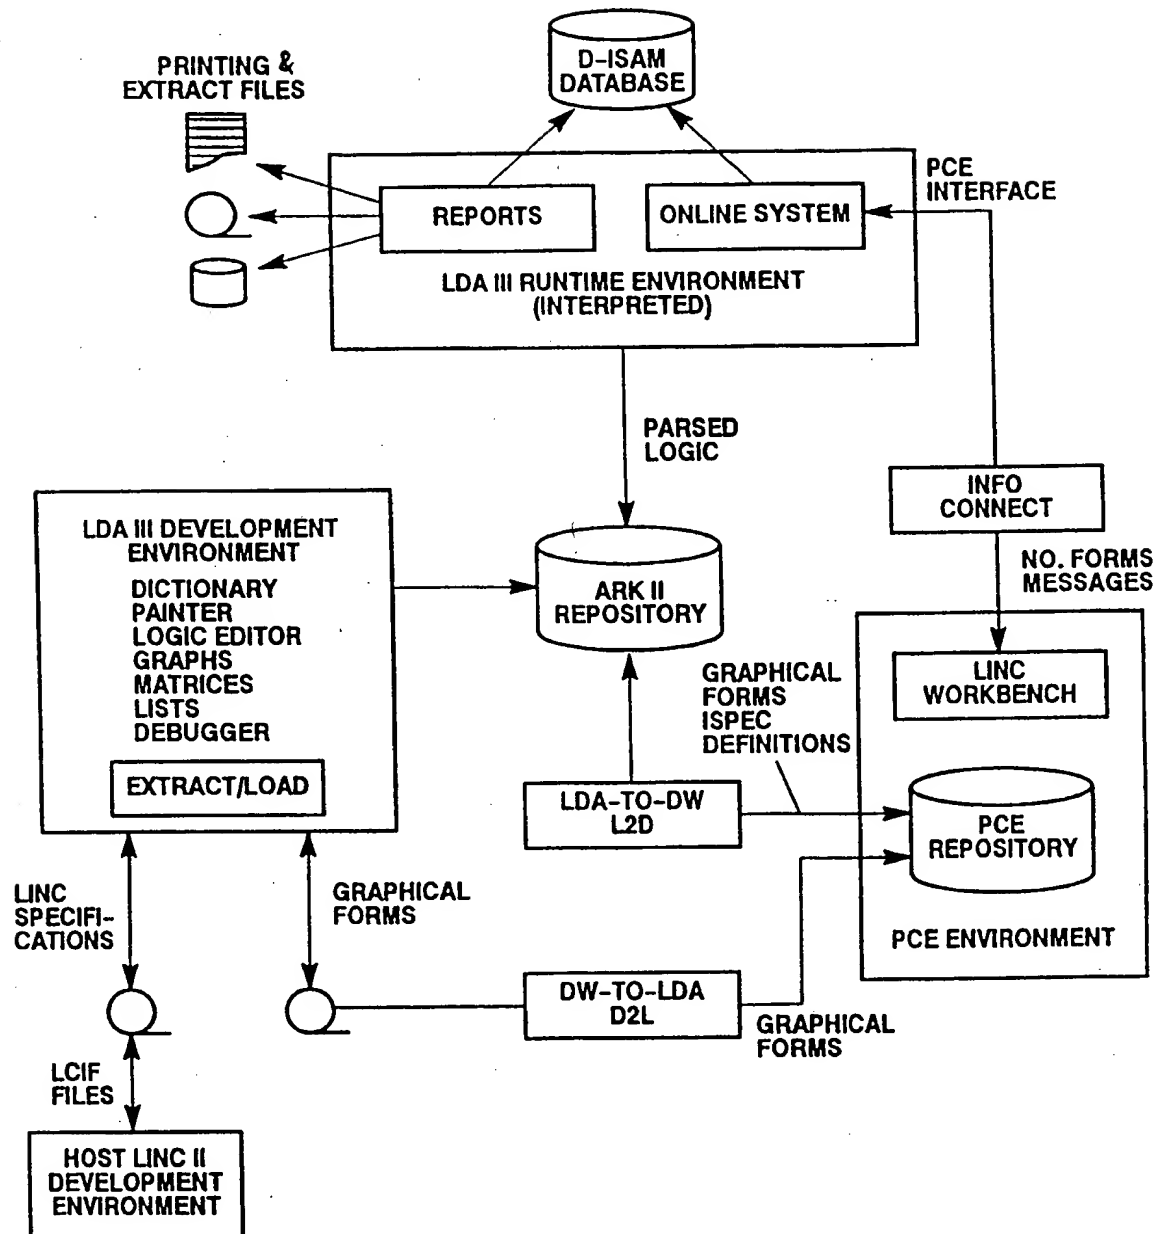 PRINTING &
EXTRACT FILES
D-ISAM
DATABASE
PCE
INTERFACE
REPORTS
ONLINE SYSTEM
LDA III RUNTIME ENVIRONMENT
(INTERPRETED)
PARSED
LOGIC
INFO
CONNECT
NO. FORMS
MESSAGES
LDA III DEVELOPMENT
ENVIRONMENT
DICTIONARY
PAINTER
LOGIC EDITOR
GRAPHS
MATRICES
LISTS
DEBUGGER
EXTRACT/LOAD
ARK II
REPOSITORY
GRAPHICAL
FORMS
ISPEC
DEFINITIONS
LINC
WORKBENCH
LDA-TO-DW
L2D
PCE
REPOSITORY
PCE ENVIRONMENT
LINC
SPECIFI-
CATIONS
GRAPHICAL
FORMS
DW-TO-LDA
D2L
GRAPHICAL
FORMS
LCIF
FILES
HOST LINC II
DEVELOPMENT
ENVIRONMENT